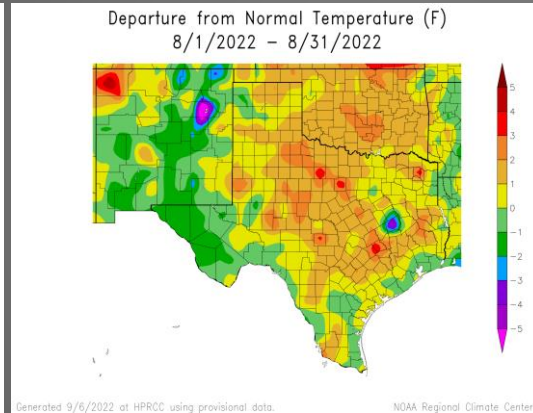 Departure from Normal Temperature (F)
8/1/2022 – 8/31/2022
5
4
3
2
1
0
-1
-2
-3
-4
-5
Generated 9/6/2022 at HPRCC using provisional data.
NOAA Regional Climate Center